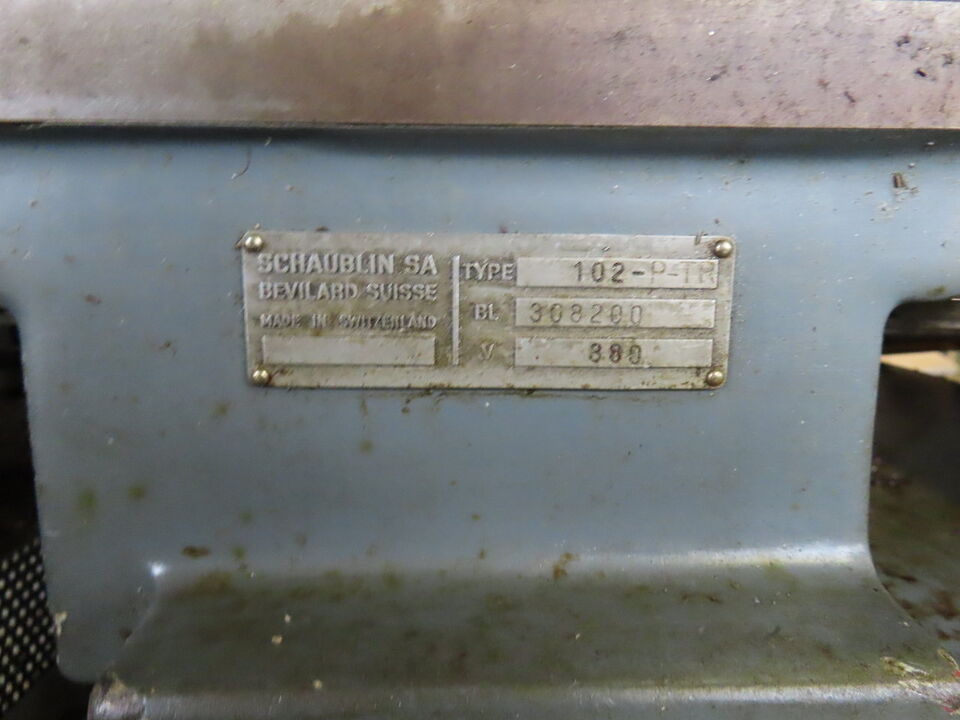 SCHAUBLIN SA
BEVILARD SUISSE
MADE IN SWITZERLAND
TYPE 102-P-TR
BL 308200
V 380